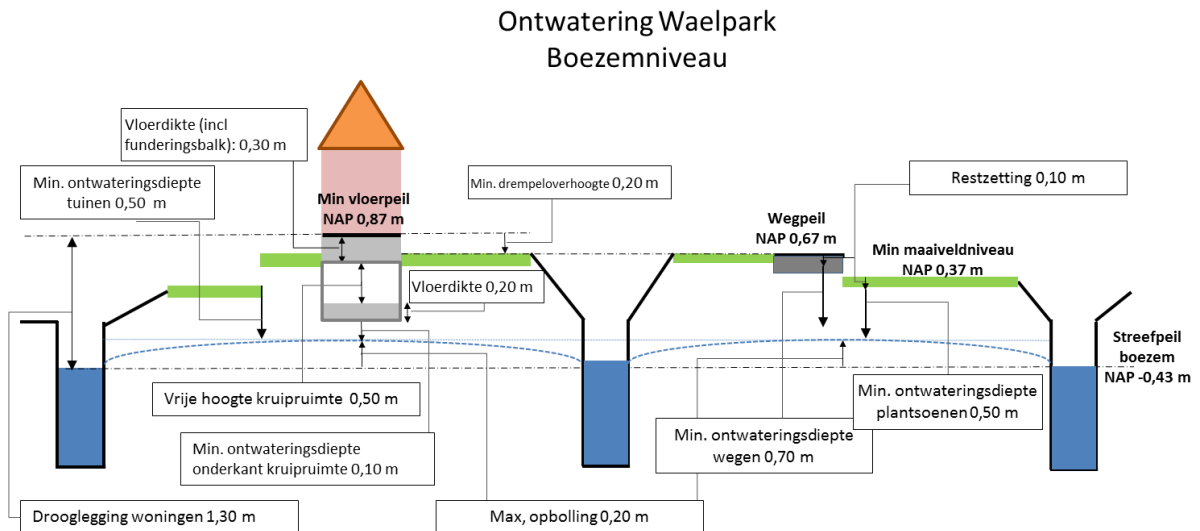 Ontwatering Waelpark
Boezemniveau
Vloerdikte (incl
funderingsbalk): 0,30 m
Min. ontwateringsdiepte
tuinen 0,50 m
Min vloerpeil
NAP 0,87 m
Min. drempeloverhoogte 0,20 m
Restzetting 0,10 m
Wegpeil
NAP 0,67 m
Min maaiveldniveau
NAP 0,37 m
Vloerdikte 0,20 m
Streefpeil
boezem
NAP -0,43 m
Vrije hoogte kruipruimte 0,50 m
Min. ontwateringsdiepte
plantsoenen 0,50 m
Min. ontwateringsdiepte
onderkant kruipruimte 0,10 m
Min. ontwateringsdiepte
wegen 0,70 m
Drooglegging woningen 1,30 m
Max, opbolling 0,20 m